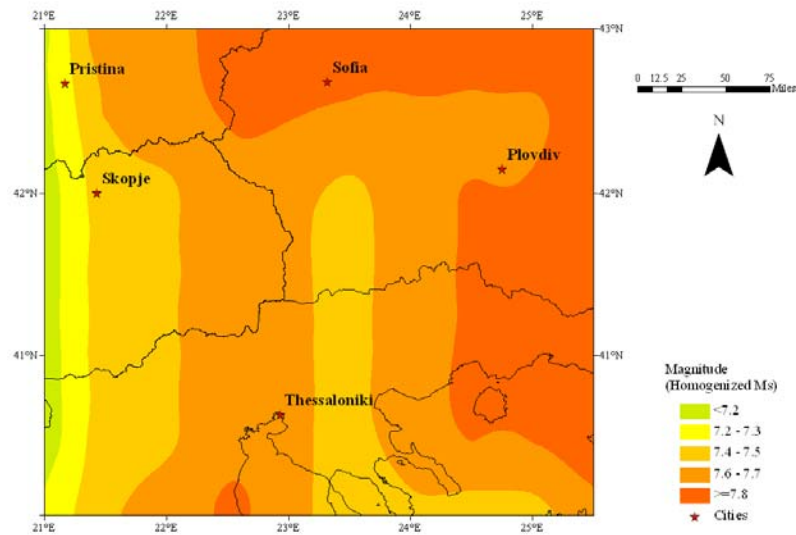 21°E 22°E 23°E 24°E 25°E
43°N 43°N
Pristina
Sofia
0 12.5 25 50 75
Miles
N
Plovdiv
42°N 42°N
Skopje
41°N 41°N
Magnitude
(Homogenized Ms)
Thessaloniki
<7.2
7.2 - 7.3
7.4 - 7.5
7.6 - 7.7
>=7.8
Cities
21°E 22°E 23°E 24°E 25°E